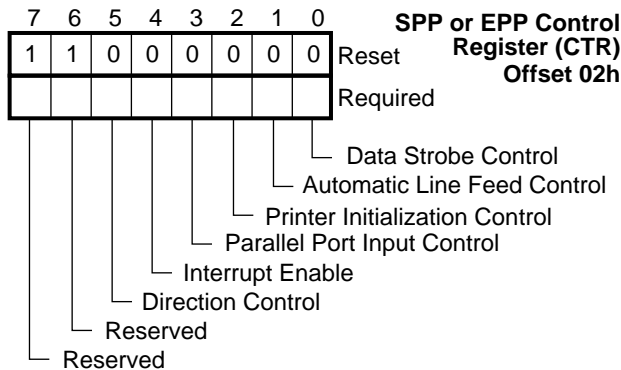 7 6 5 4 3 2 1 0
SPP or EPP Control
Register (CTR)
Offset 02h
1 1 0 0 0 0 0 0 Reset
Required
Data Strobe Control
Automatic Line Feed Control
Printer Initialization Control
Parallel Port Input Control
Interrupt Enable
Direction Control
Reserved
Reserved